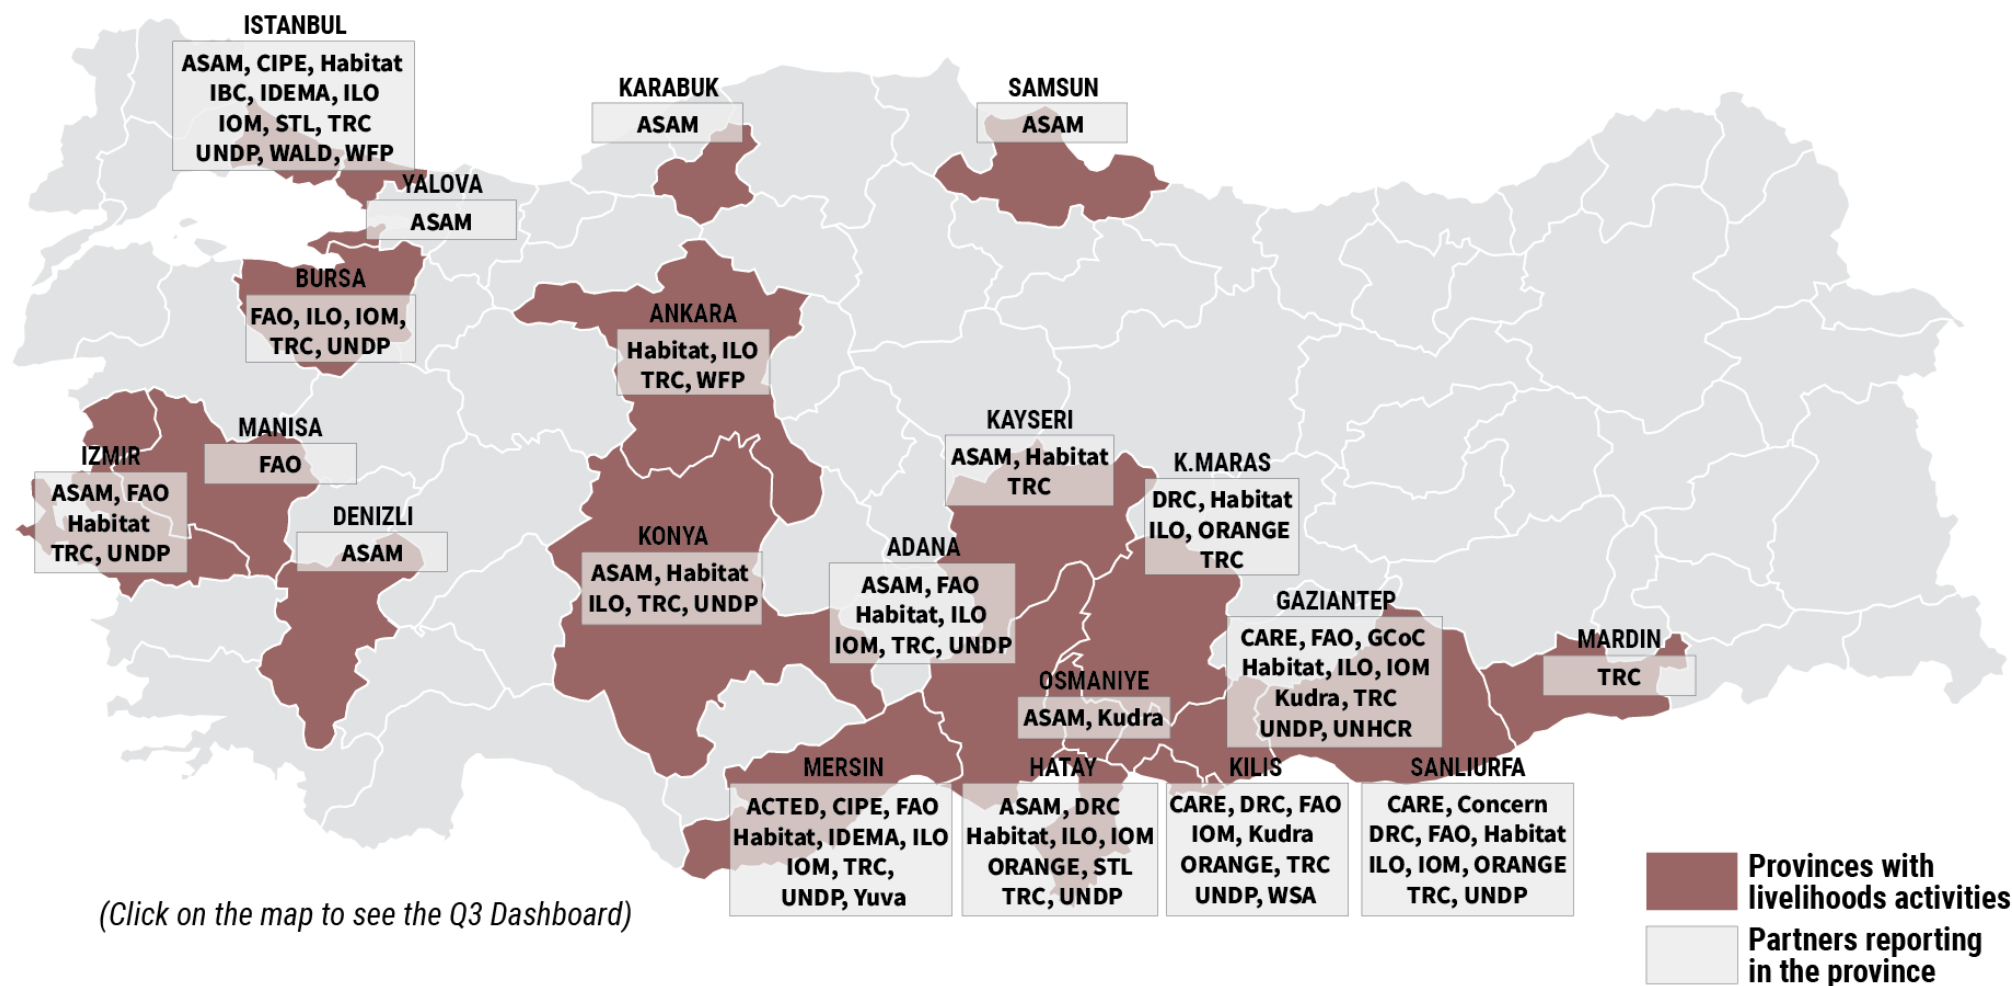 ISTANBUL
ASAM, CIPE, Habitat
IBC, IDEMA, ILO
IOM, STL, TRC
UNDP, WALD, WFP
KARABUK
ASAM
SAMSUN
ASAM
YALOVA
ASAM
BURSA
FAO, ILO, IOM,
TRC, UNDP
ANKARA
Habitat, ILO
TRC, WFP
MANISA
FAO
IZMIR
ASAM, FAO
Habitat
TRC, UNDP
DENIZLI
ASAM
KONYA
ASAM, Habitat
ILO, TRC, UNDP
KAYSERI
ASAM, Habitat
TRC
K.MARAS
DRC, Habitat
ILO, ORANGE
TRC
ADANA
ASAM, FAO
Habitat, ILO
IOM, TRC, UNDP
GAZIANTEP
CARE, FAO, GCoC
Habitat, ILO, IOM
Kudra, TRC
UNDP, UNHCR
MARDIN
TRC
OSMANIYE
ASAM, Kudra
MERSIN
ACTED, CIPE, FAO
Habitat, IDEMA, ILO
IOM, TRC,
UNDP, Yuva
HATAY
ASAM, DRC
Habitat, ILO, IOM
ORANGE, STL
TRC, UNDP
KILIS
CARE, DRC, FAO
IOM, Kudra
ORANGE, TRC
UNDP, WSA
SANLIURFA
CARE, Concern
DRC, FAO, Habitat
ILO, IOM, ORANGE
TRC, UNDP
(Click on the map to see the Q3 Dashboard)
Provinces with
livelihoods activities
Partners reporting
in the province